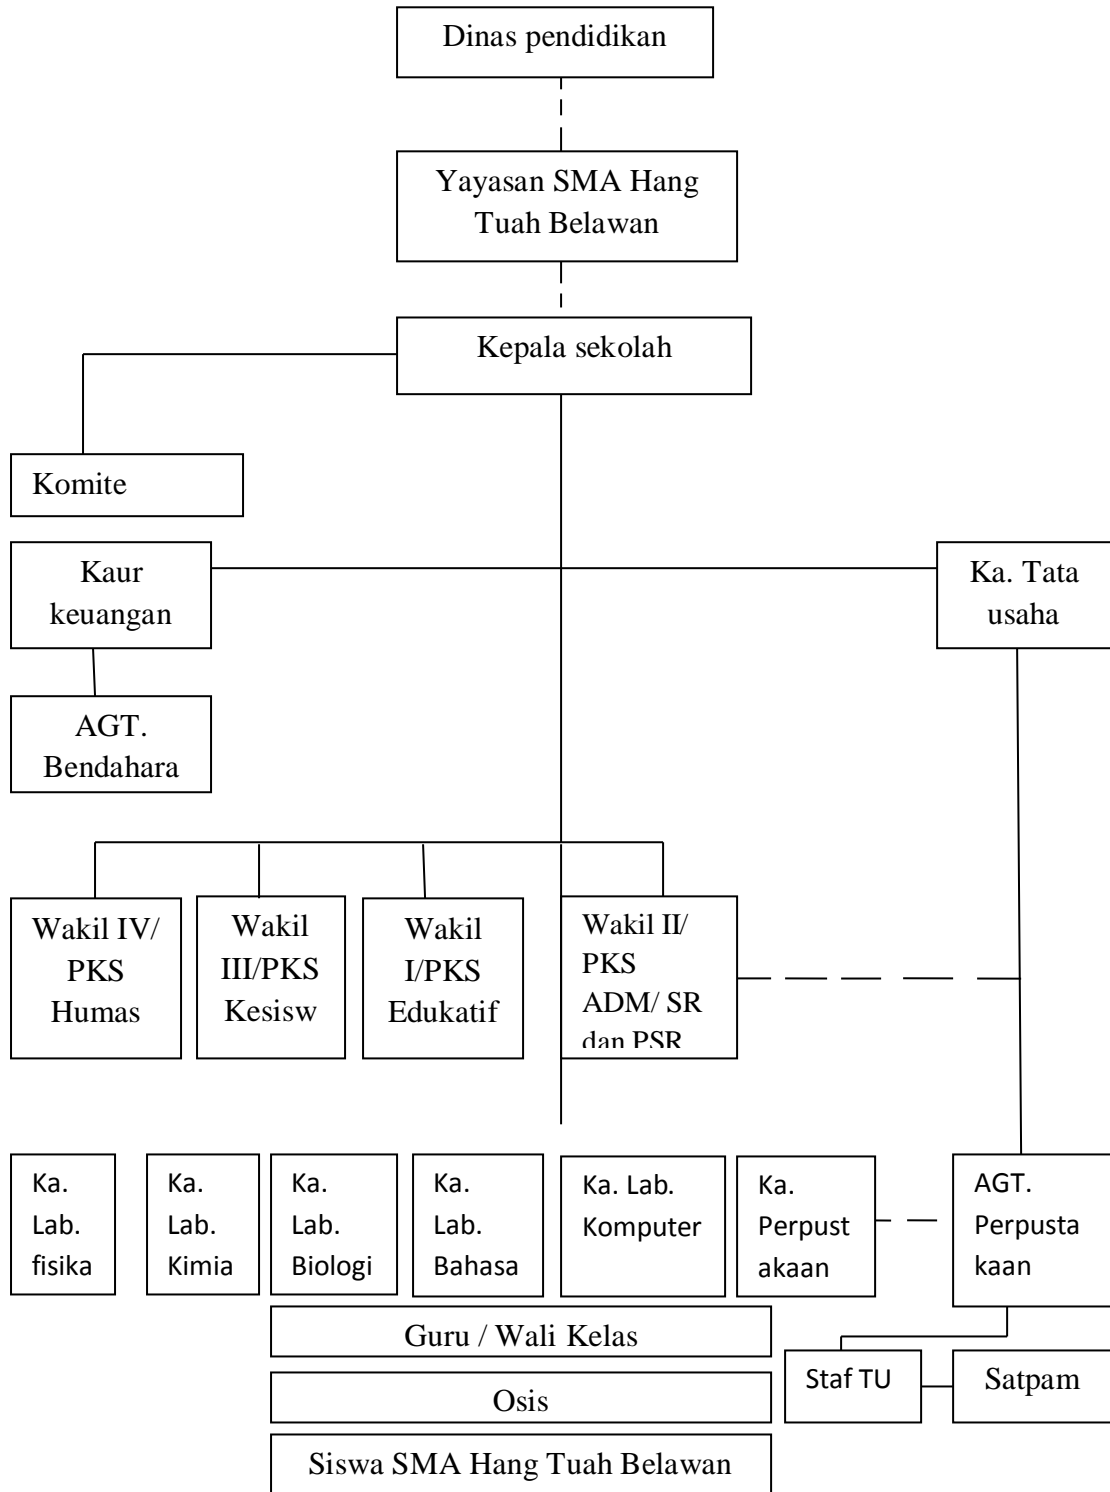 Dinas pendidikan
Yayasan SMA Hang
Tuah Belawan
Kepala sekolah
Komite
Kaur
keuangan
Ka. Tata
usaha
AGT.
Bendahara
Wakil IV/
PKS
Humas
Wakil
III/PKS
Kesisw
Wakil
I/PKS
Edukatif
Wakil II/
PKS
ADM/ SR
dan PSR
Ka.
Lab.
fisika
Ka.
Lab.
Kimia
Ka.
Lab.
Biologi
Ka.
Lab.
Bahasa
Ka. Lab.
Komputer
Ka.
Perpust
akaan
AGT.
Perpusta
kaan
Guru / Wali Kelas
Staf TU
Satpam
Osis
Siswa SMA Hang Tuah Belawan